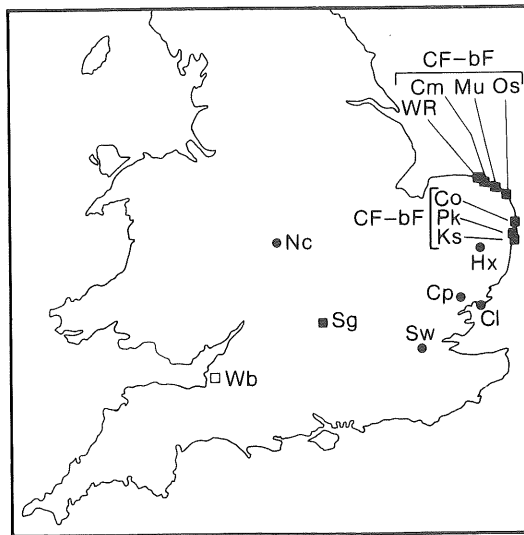 CF-bF
Cm Mu Os
WR
Co
CF-bF Pk
Ks
Nc
Hx
Cp
Cl
Sg
Sw
Wb